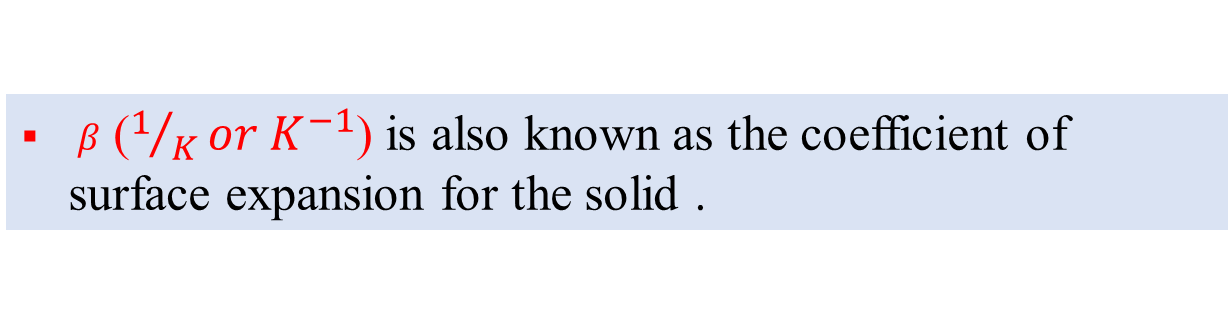 ▪ β (1/K or K⁻¹) is also known as the coefficient of
surface expansion for the solid .